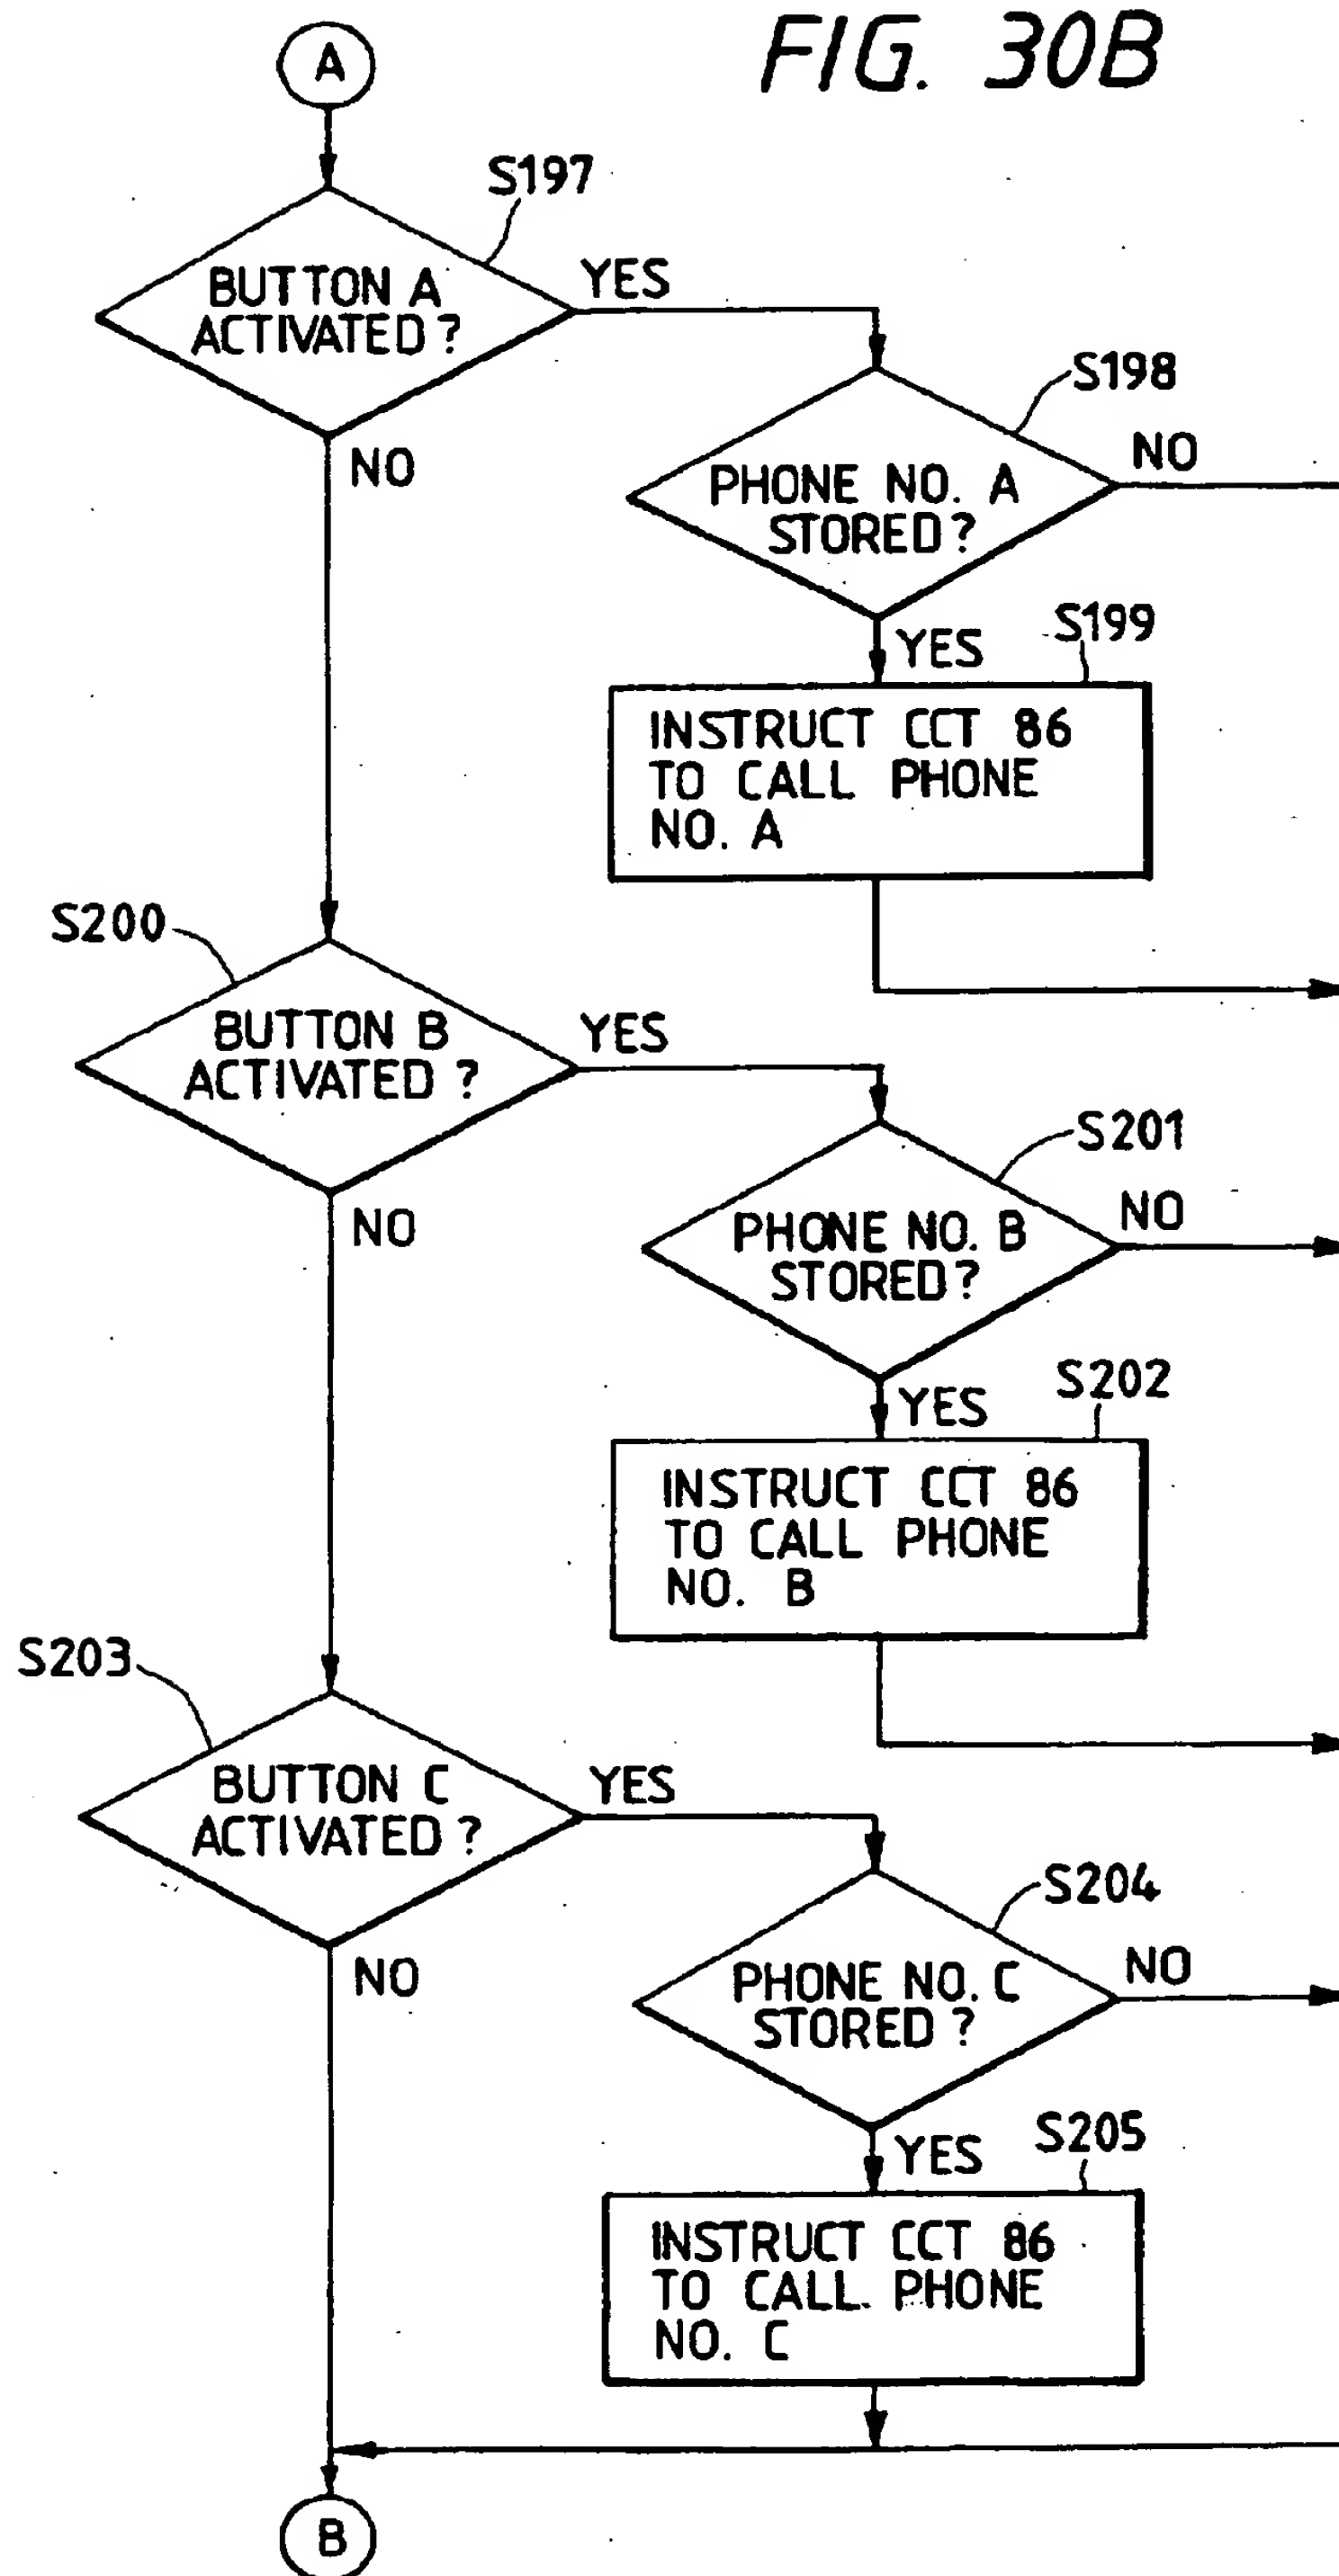 FIG. 30B
A
S197
BUTTON A
ACTIVATED?
YES
NO
S198
PHONE NO. A
STORED?
NO
YES
S199
INSTRUCT CCT 86
TO CALL PHONE
NO. A
S200
BUTTON B
ACTIVATED?
YES
NO
S201
PHONE NO. B
STORED?
NO
YES
S202
INSTRUCT CCT 86
TO CALL PHONE
NO. B
S203
BUTTON C
ACTIVATED?
YES
NO
S204
PHONE NO. C
STORED?
NO
YES
S205
INSTRUCT CCT 86
TO CALL PHONE
NO. C
B